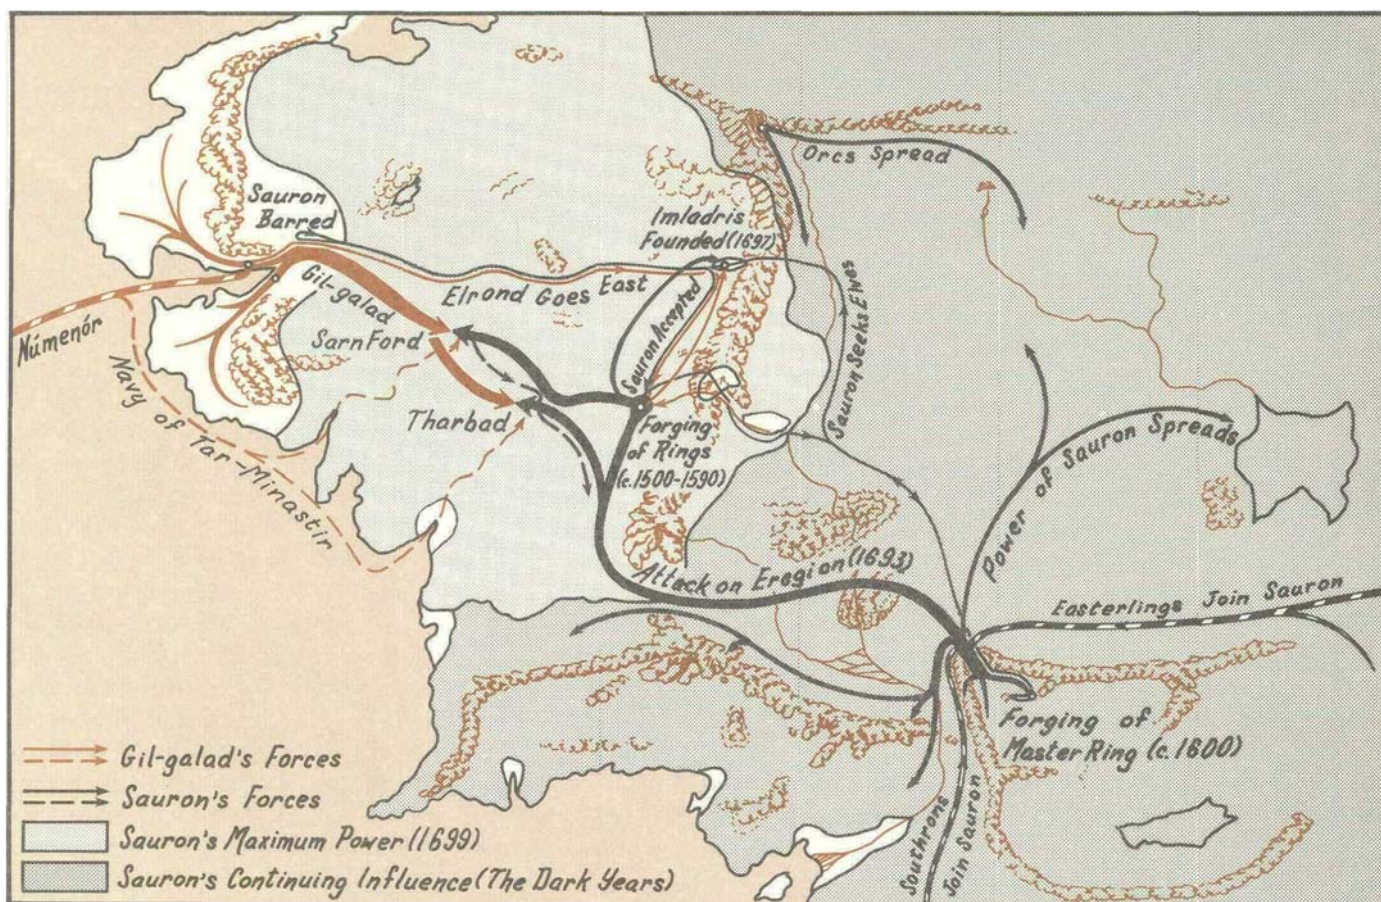 Orcs Spread
Sauron
Barred
Imladris
Founded (1697)
Gil-galad
Elrond Goes East
Sauron Accepted
Sauron Seeks Elves
Númenór
Navy of Tar-Minastir
Sarn Ford
Tharbad
Forging
of Rings
(c.1500-1590)
Power of Sauron Spreads
Attack on Eregion (1693)
Easterlings Join Sauron
Forging of
Master Ring (c.1600)
Southrons
Join Sauron
Gil-galad's Forces
Sauron's Forces
Sauron's Maximum Power (1699)
Sauron's Continuing Influence (The Dark Years)